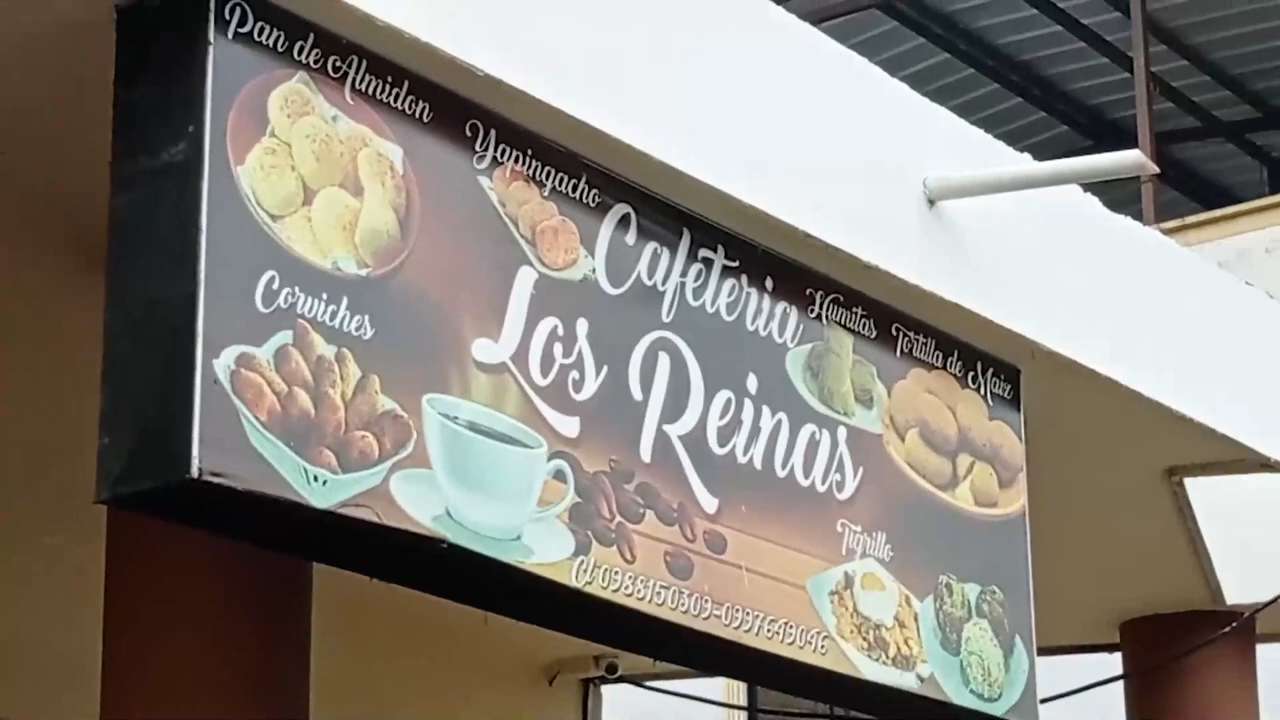 Pan de Almidon
Yapingacho
Corviches
Cafeteria
Los Reinas
Humitas
Tortilla de Maiz
Tigrillo
Cl 0988150309-0997649046